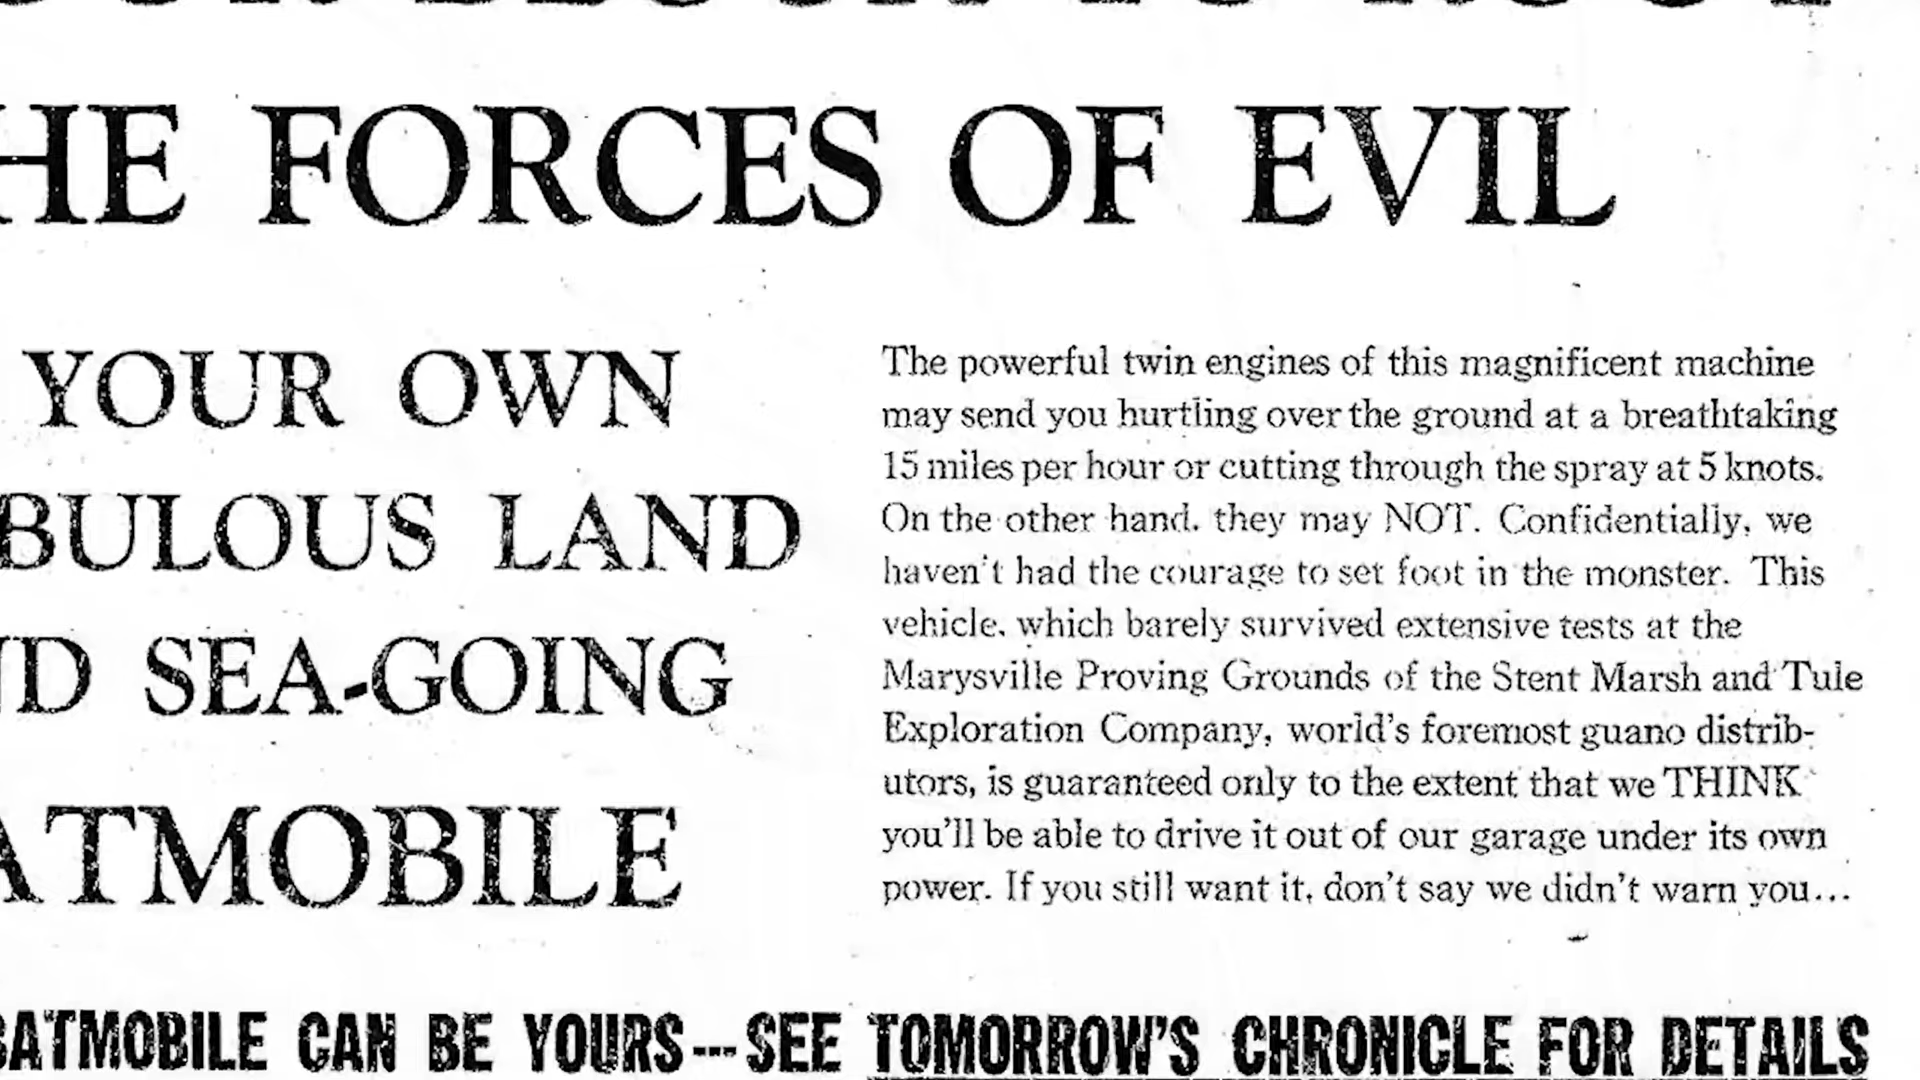 HE FORCES OF EVIL
YOUR OWN
BULOUS LAND
ND SEA-GOING
ATMOBILE
The powerful twin engines of this magnificent machine
may send you hurtling over the ground at a breathtaking
15 miles per hour or cutting through the spray at 5 knots.
On the other hand, they may NOT. Confidentially, we
haven't had the courage to set foot in the monster. This
vehicle, which barely survived extensive tests at the
Marysville Proving Grounds of the Stent Marsh and Tule
Exploration Company, world's foremost guano distrib-
utors, is guaranteed only to the extent that we THINK
you'll be able to drive it out of our garage under its own
power. If you still want it, don't say we didn't warn you...
BATMOBILE CAN BE YOURS---SEE TOMORROW'S CHRONICLE FOR DETAILS